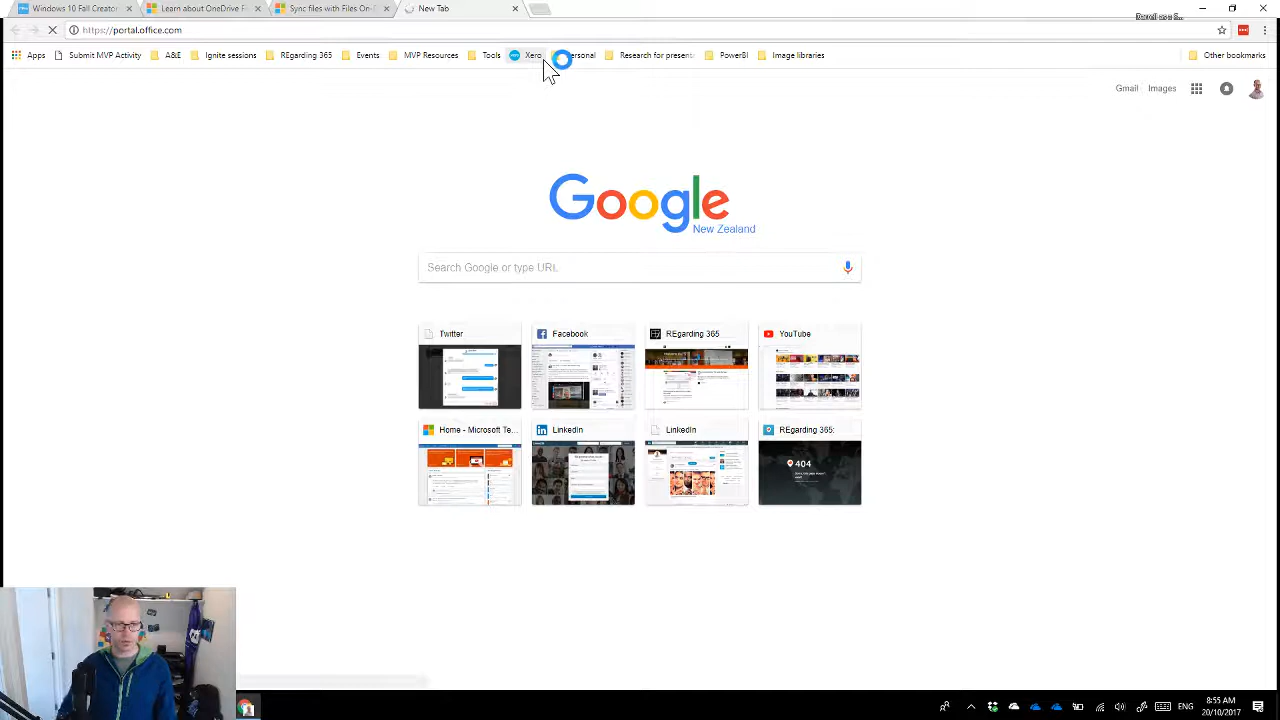 Windows 10 Fall Creator
Learn about OneDrive Fi
Sync files with Files On-
New Tab
https://portal.office.com
Apps
Submit MVP Activity
A&E
Ignite sessions
REgarding 365
Events
MVP Resources
Tools
Xero
Research for present
PowerBI
Image libraries
Other bookmarks
Gmail
Images
Google
New Zealand
Search Google or type URL
Twitter
Facebook
REgarding 365
YouTube
Home - Microsoft Te...
LinkedIn
LinkedIn
REgarding 365:
404
ENG
8:55 AM
20/10/2017